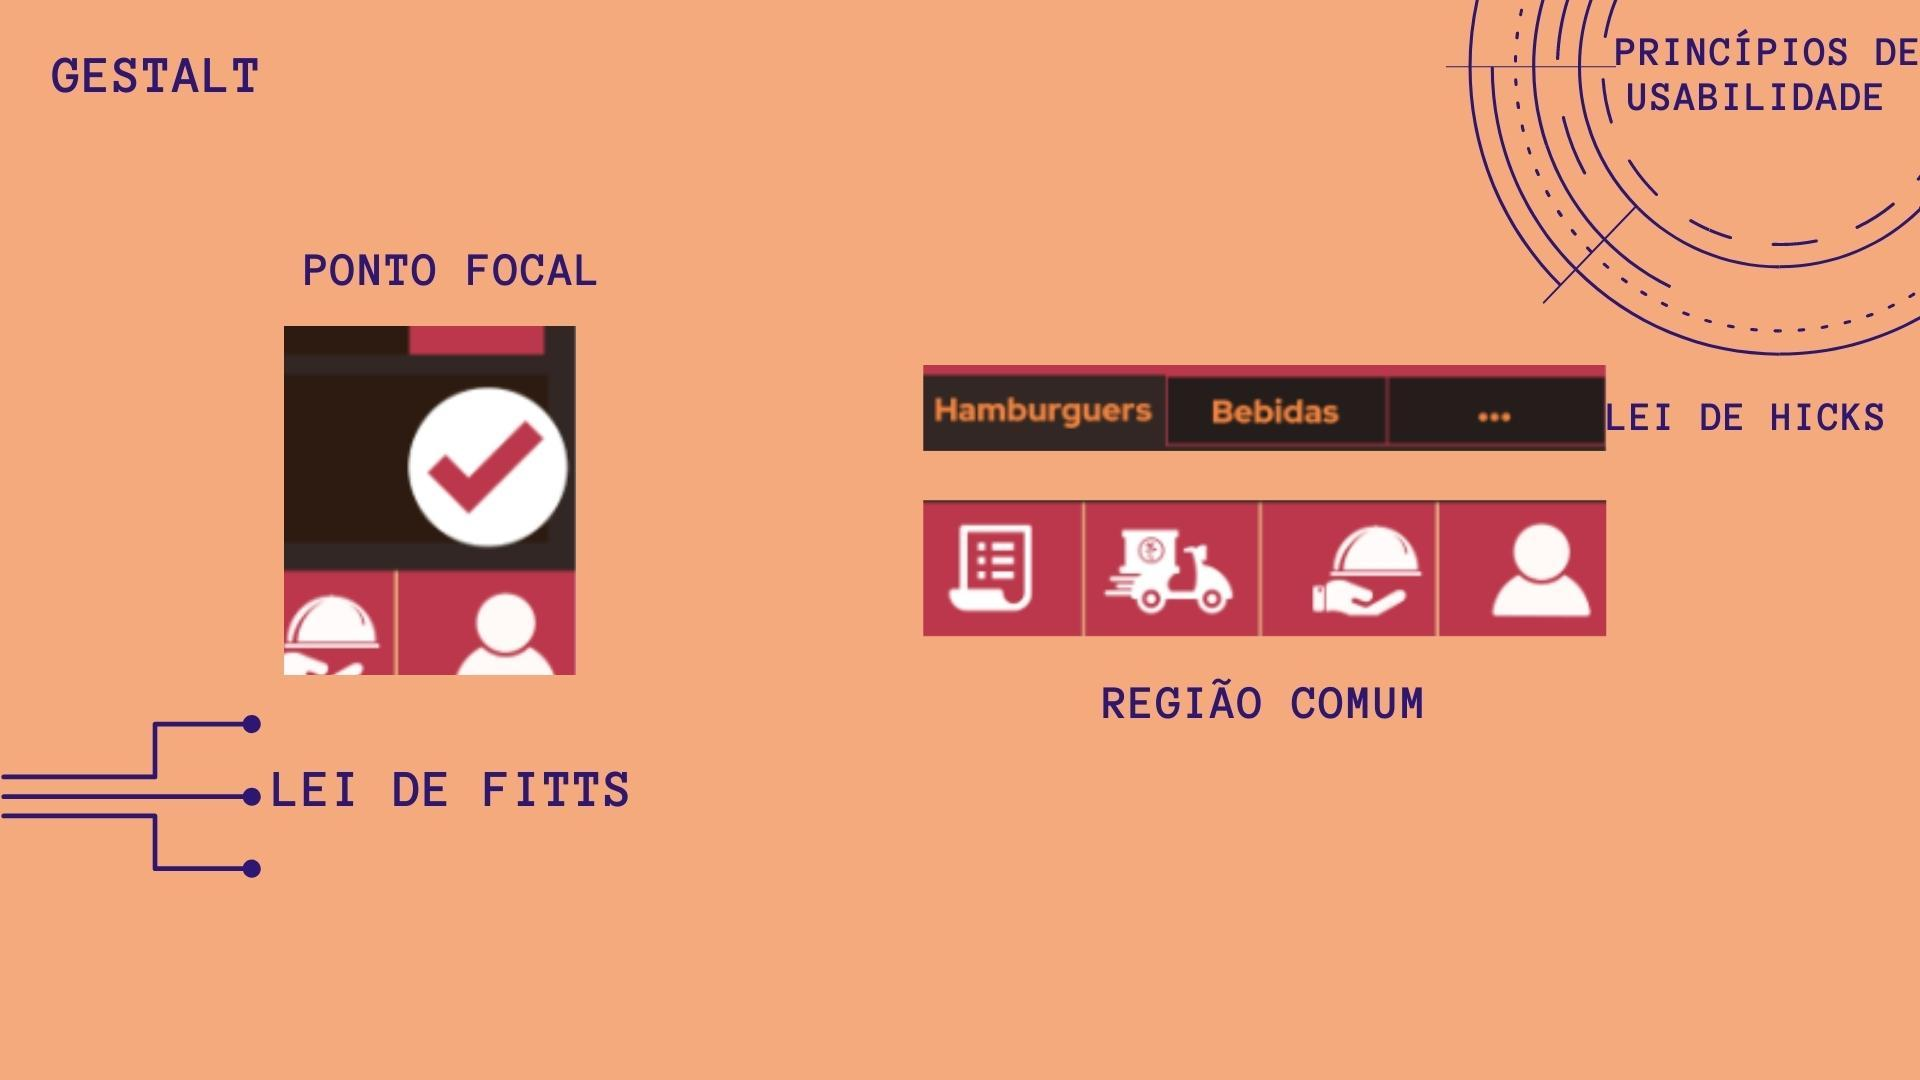 GESTALT
PRINCÍPIOS DE
USABILIDADE
PONTO FOCAL
Hamburguers
Bebidas
...
LEI DE HICKS
REGIÃO COMUM
LEI DE FITTS